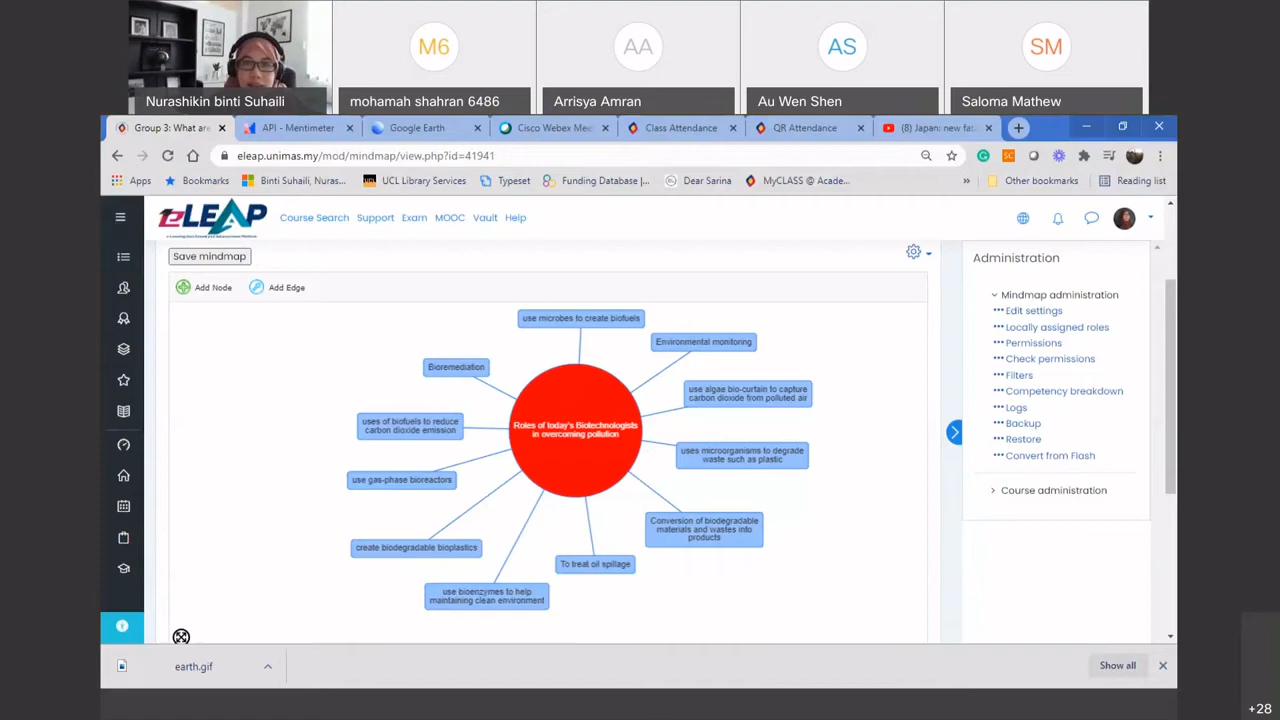 M6
AA
AS
SM
Nurashikin binti Suhaili
mohamah shahran 6486
Arrisya Amran
Au Wen Shen
Saloma Mathew
Group 3: What are
API - Mentimeter
Google Earth
Cisco Webex Mee
Class Attendance
QR Attendance
(8) Japan: new fat
eleap.unimas.my/mod/mindmap/view.php?id=41941
Apps
Bookmarks
Binti Suhaili, Nuras...
UCL Library Services
Typeset
Funding Database |...
Dear Sarina
MyCLASS @ Acade...
Other bookmarks
Reading list
eLEAP
Course Search
Support
Exam
MOOC
Vault
Help
Save mindmap
Add Node
Add Edge
use microbes to create biofuels
Environmental monitoring
Bioremediation
use algae bio-curtain to capture
carbon dioxide from polluted air
uses of biofuels to reduce
carbon dioxide emission
Roles of today's Biotechnologists
in overcoming pollution
uses microorganisms to degrade
waste such as plastic
use gas-phase bioreactors
Conversion of biodegradable
materials and wastes into
products
create biodegradable bioplastics
To treat oil spillage
use bioenzymes to help
maintaining clean environment
Administration
Mindmap administration
Edit settings
Locally assigned roles
Permissions
Check permissions
Filters
Competency breakdown
Logs
Backup
Restore
Convert from Flash
Course administration
earth.gif
Show all
+28